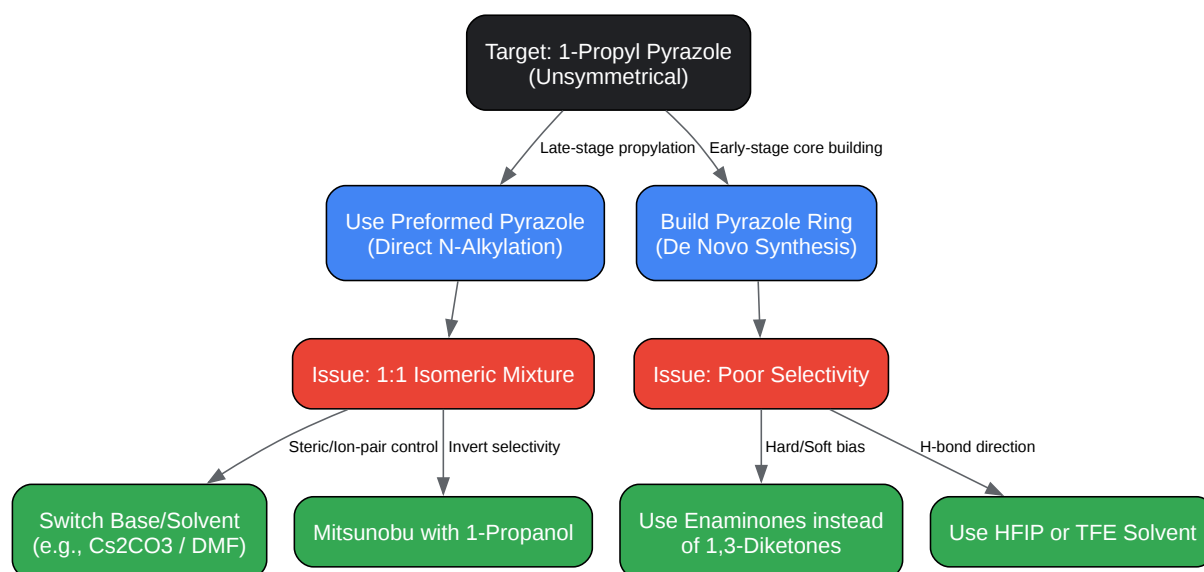 Target: 1-Propyl Pyrazole
(Unsymmetrical)
Late-stage propylation
Early-stage core building
Use Preformed Pyrazole
(Direct N-Alkylation)
Build Pyrazole Ring
(De Novo Synthesis)
Issue: 1:1 Isomeric Mixture
Issue: Poor Selectivity
Steric/Ion-pair control
Invert selectivity
Hard/Soft bias
H-bond direction
Switch Base/Solvent
(e.g., Cs2CO3 / DMF)
Mitsunobu with 1-Propanol
Use Enaminones instead
of 1,3-Diketones
Use HFIP or TFE Solvent